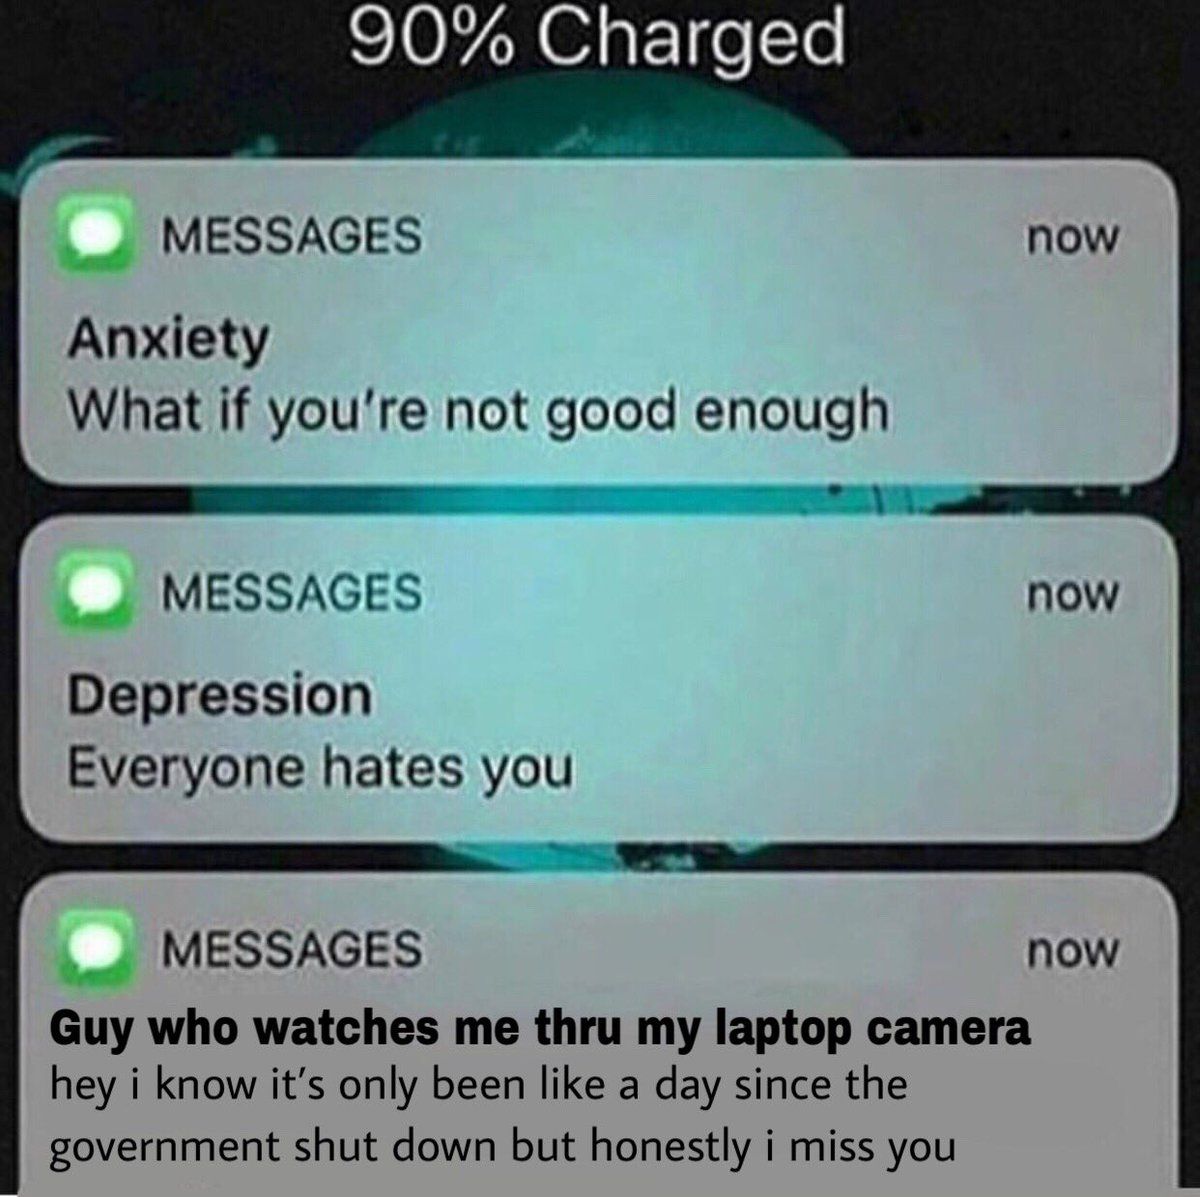 90% Charged
MESSAGES now
Anxiety
What if you're not good enough
MESSAGES now
Depression
Everyone hates you
MESSAGES now
Guy who watches me thru my laptop camera
hey i know it's only been like a day since the
government shut down but honestly i miss you